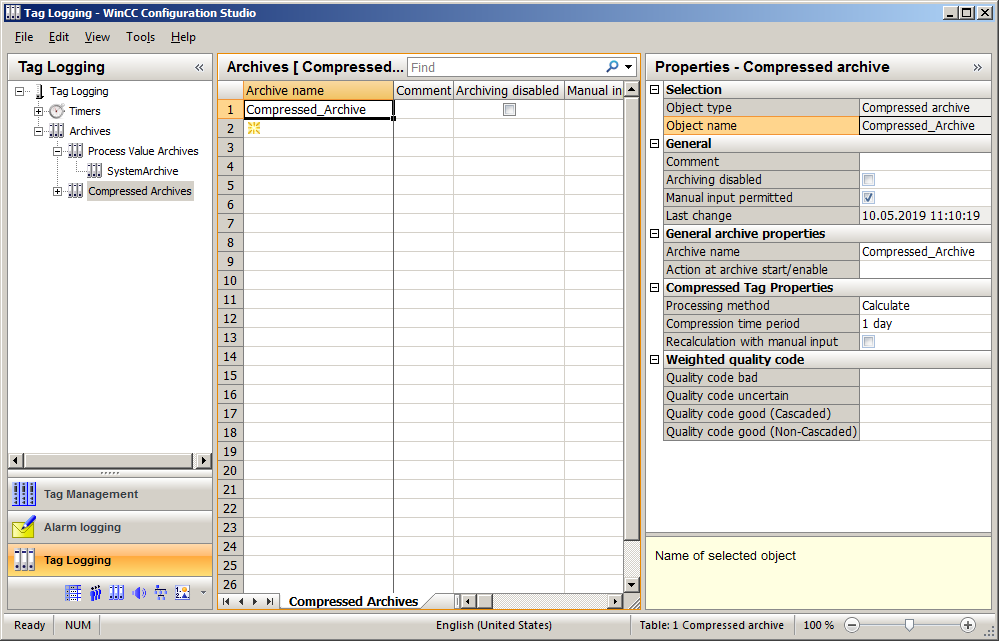 Tag Logging - WinCC Configuration Studio
File Edit View Tools Help
Tag Logging «
Tag Logging
Timers
Archives
Process Value Archives
SystemArchive
Compressed Archives
Tag Management
Alarm logging
Tag Logging
Archives [ Compressed... Find
Archive name Comment Archiving disabled Manual in
1 Compressed_Archive
2
3
4
5
6
7
8
9
10
11
12
13
14
15
16
17
18
19
20
21
22
23
24
25
26
Compressed Archives
Properties - Compressed archive »
Selection
Object type Compressed archive
Object name Compressed_Archive
General
Comment
Archiving disabled
Manual input permitted
Last change 10.05.2019 11:10:19
General archive properties
Archive name Compressed_Archive
Action at archive start/enable
Compressed Tag Properties
Processing method Calculate
Compression time period 1 day
Recalculation with manual input
Weighted quality code
Quality code bad
Quality code uncertain
Quality code good (Cascaded)
Quality code good (Non-Cascaded)
Name of selected object
Ready NUM English (United States) Table: 1 Compressed archive 100 %